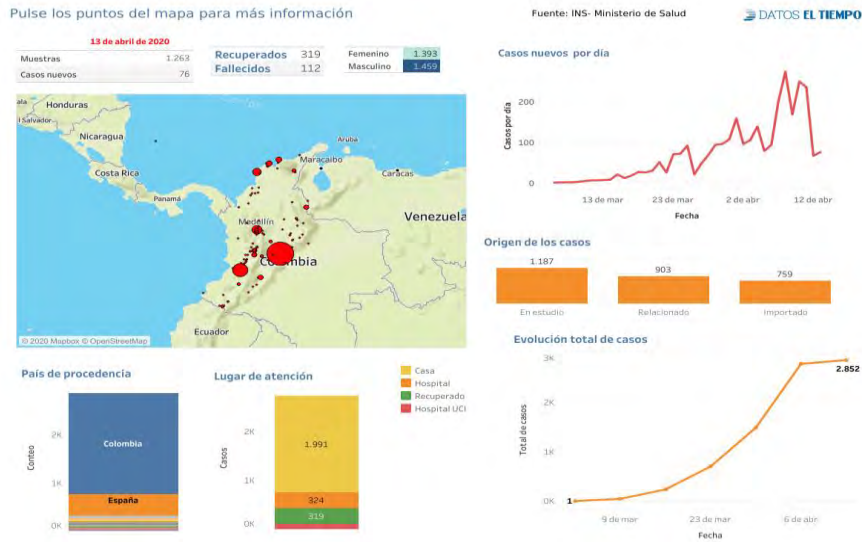 Pulse los puntos del mapa para más información
Fuente: INS- Ministerio de Salud
DATOS EL TIEMPO
13 de abril de 2020
Muestras 1.263
Casos nuevos 76
Recuperados 319
Fallecidos 112
Femenino 1.393
Masculino 1.459
Honduras
l Salvador
Nicaragua
Costa Rica
Panamá
Aruba
Maracaibo
Caracas
Medellín
Venezuela
Colombia
Ecuador
© 2020 Mapbox © OpenStreetMap
Casos nuevos por día
Casos por día
200
100
0
13 de mar
23 de mar
2 de abr
12 de abr
Fecha
Origen de los casos
1.187
903
759
En estudio
Relacionado
Importado
Evolución total de casos
Total de casos
3K
2K
1K
0K
1
2.852
9 de mar
23 de mar
6 de abr
Fecha
País de procedencia
Conteo
2K
1K
0K
Colombia
España
Lugar de atención
Casos
2K
1K
0K
1.991
324
319
Casa
Hospital
Recuperado
Hospital UCI